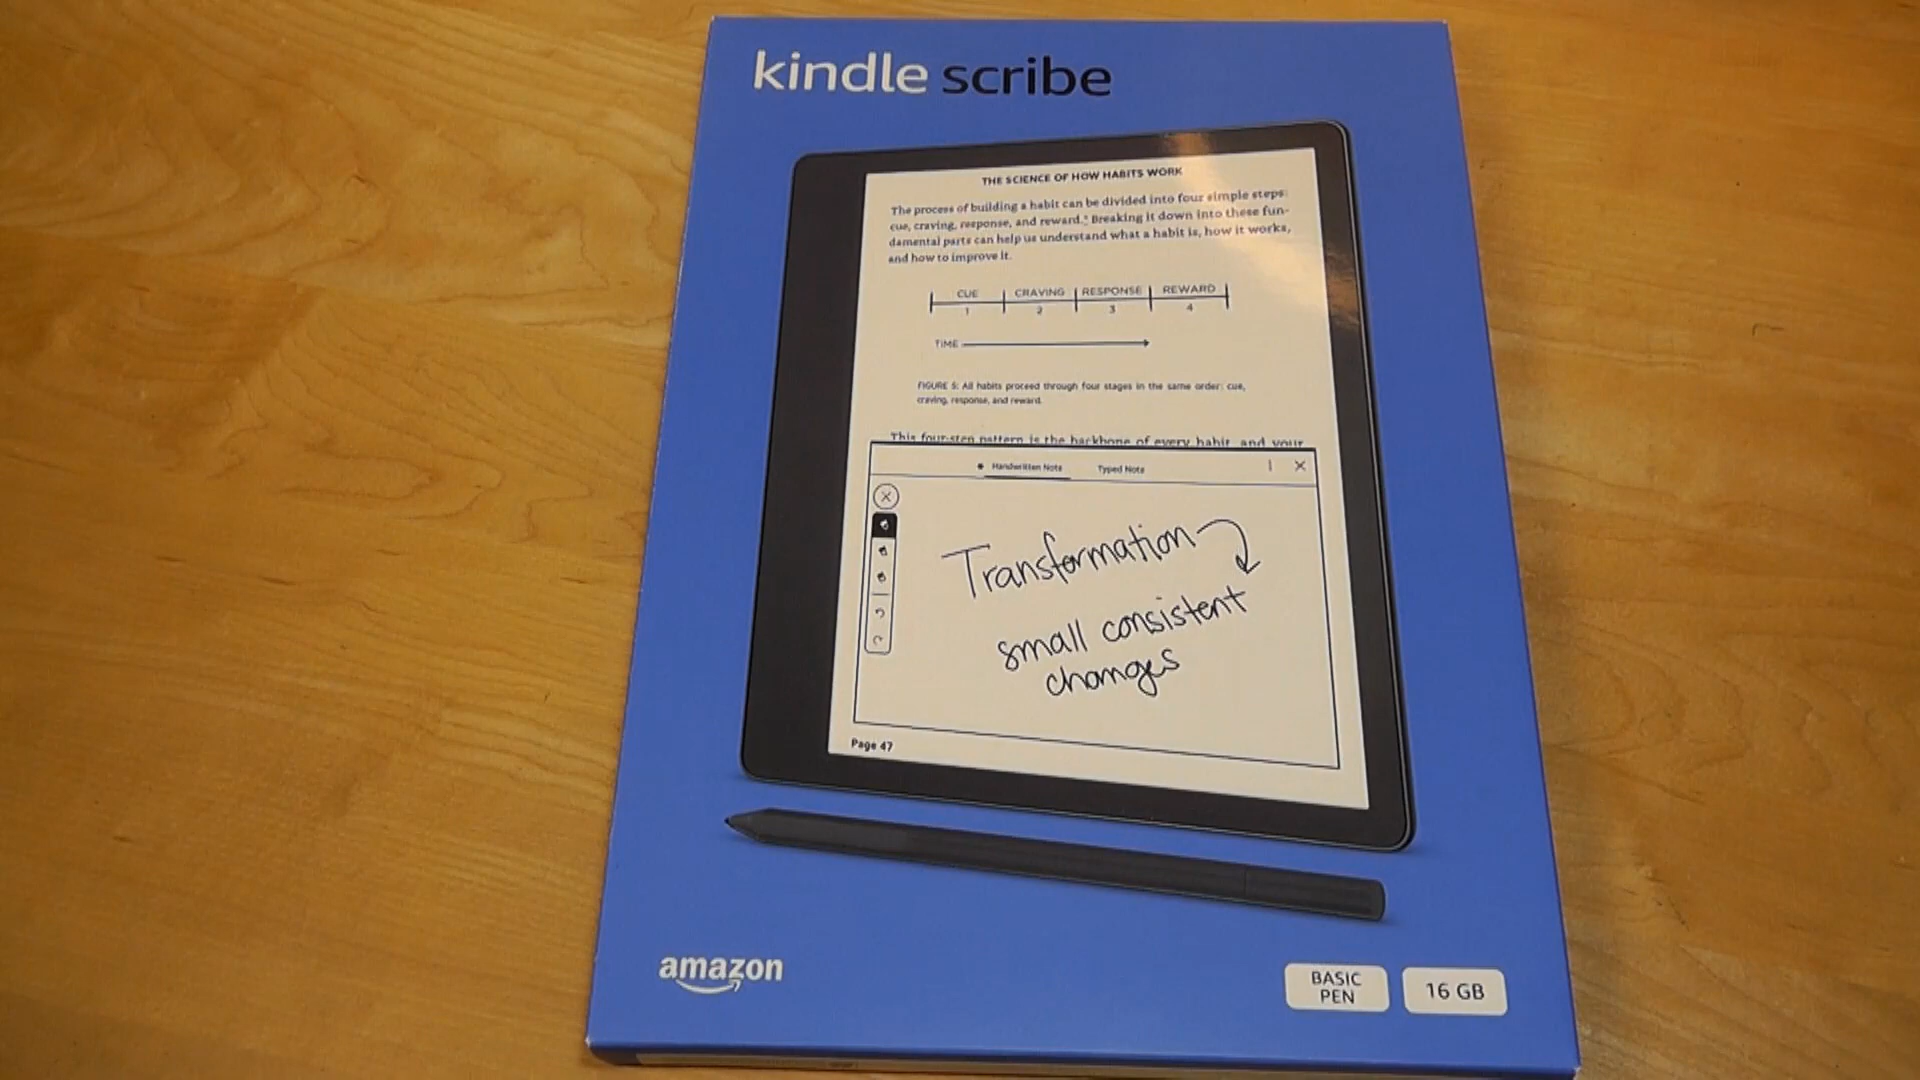 kindle scribe
THE SCIENCE OF HOW HABITS WORK
The process of building a habit can be divided into four simple steps:
cue, craving, response, and reward.* Breaking it down into these fun-
damental parts can help us understand what a habit is, how it works,
and how to improve it.
CUE CRAVING RESPONSE REWARD
1 2 3 4
TIME
FIGURE 5: All habits proceed through four stages in the same order: cue,
craving, response, and reward.
This four-step pattern is the backbone of every habit, and your
Handwritten Note Typed Note
Transformation
small consistent
changes
Page 47
amazon
BASIC
PEN
16 GB